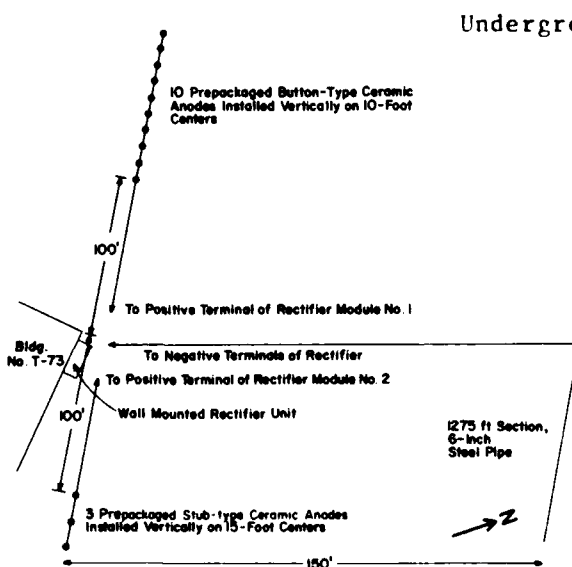 Undergr
10 Prepackaged Button-Type Ceramic
Anodes Installed Vertically on 10-Foot
Centers
100'
To Positive Terminal of Rectifier Module No. 1
Bldg.
No. T-73
To Negative Terminals of Rectifier
To Positive Terminal of Rectifier Module No. 2
100'
Wall Mounted Rectifier Unit
1275 ft Section,
6-Inch
Steel Pipe
3 Prepackaged Stub-type Ceramic Anodes
Installed Vertically on 15-Foot Centers
N
150'